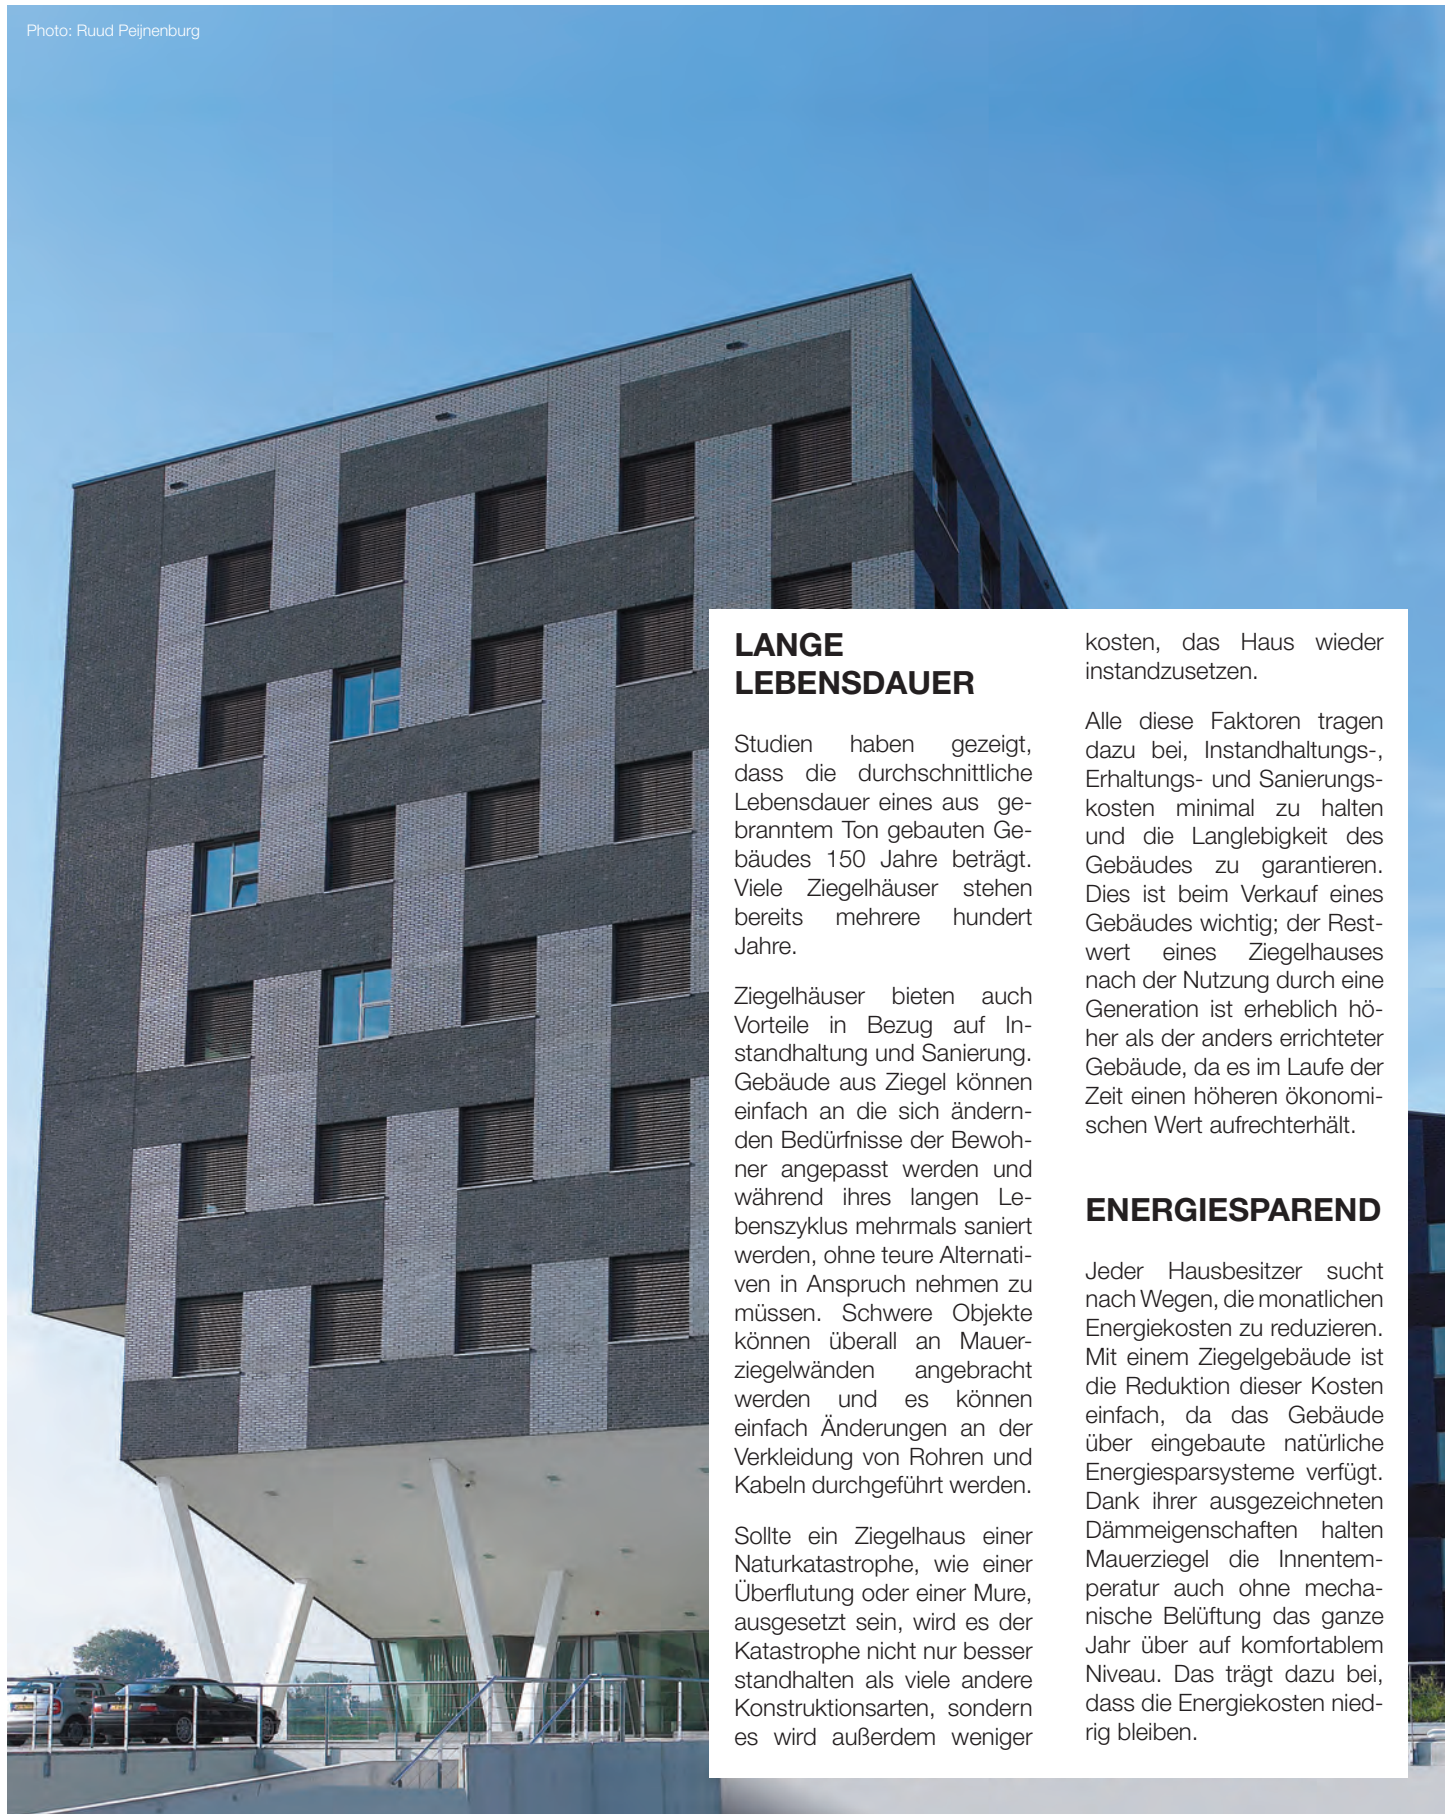 Photo: Ruud Peijnenburg
LANGE
LEBENSDAUER
Studien haben gezeigt,
dass die durchschnittliche
Lebensdauer eines aus ge-
branntem Ton gebauten Ge-
bäudes 150 Jahre beträgt.
Viele Ziegelhäuser stehen
bereits mehrere hundert
Jahre.
Ziegelhäuser bieten auch
Vorteile in Bezug auf In-
standhaltung und Sanierung.
Gebäude aus Ziegel können
einfach an die sich ändern-
den Bedürfnisse der Bewoh-
ner angepasst werden und
während ihres langen Le-
benszyklus mehrmals saniert
werden, ohne teure Alternati-
ven in Anspruch nehmen zu
müssen. Schwere Objekte
können überall an Mauer-
ziegelwänden angebracht
werden und es können
einfach Änderungen an der
Verkleidung von Rohren und
Kabeln durchgeführt werden.
Sollte ein Ziegelhaus einer
Naturkatastrophe, wie einer
Überflutung oder einer Mure,
ausgesetzt sein, wird es der
Katastrophe nicht nur besser
standhalten als viele andere
Konstruktionsarten, sondern
es wird außerdem weniger
kosten, das Haus wieder
instandzusetzen.
Alle diese Faktoren tragen
dazu bei, Instandhaltungs-,
Erhaltungs- und Sanierungs-
kosten minimal zu halten
und die Langlebigkeit des
Gebäudes zu garantieren.
Dies ist beim Verkauf eines
Gebäudes wichtig; der Rest-
wert eines Ziegelhauses
nach der Nutzung durch eine
Generation ist erheblich hö-
her als der anders errichteter
Gebäude, da es im Laufe der
Zeit einen höheren ökonomi-
schen Wert aufrechterhält.
ENERGIESPAREND
Jeder Hausbesitzer sucht
nach Wegen, die monatlichen
Energiekosten zu reduzieren.
Mit einem Ziegelgebäude ist
die Reduktion dieser Kosten
einfach, da das Gebäude
über eingebaute natürliche
Energiesparsysteme verfügt.
Dank ihrer ausgezeichneten
Dämmeigenschaften halten
Mauerziegel die Innentem-
peratur auch ohne mecha-
nische Belüftung das ganze
Jahr über auf komfortablem
Niveau. Das trägt dazu bei,
dass die Energiekosten nied-
rig bleiben.